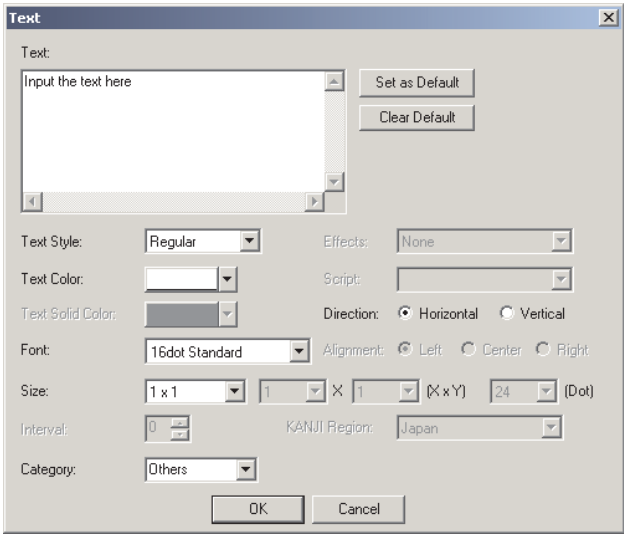 Text
Text:
Input the text here
Set as Default
Clear Default
Text Style: Regular Effects: None
Text Color: Script:
Text Solid Color: Direction: Horizontal Vertical
Font: 16dot Standard Alignment: Left Center Right
Size: 1 x 1 1 X 1 (X x Y) 24 (Dot)
Interval: 0 KANJI Region: Japan
Category: Others
OK Cancel